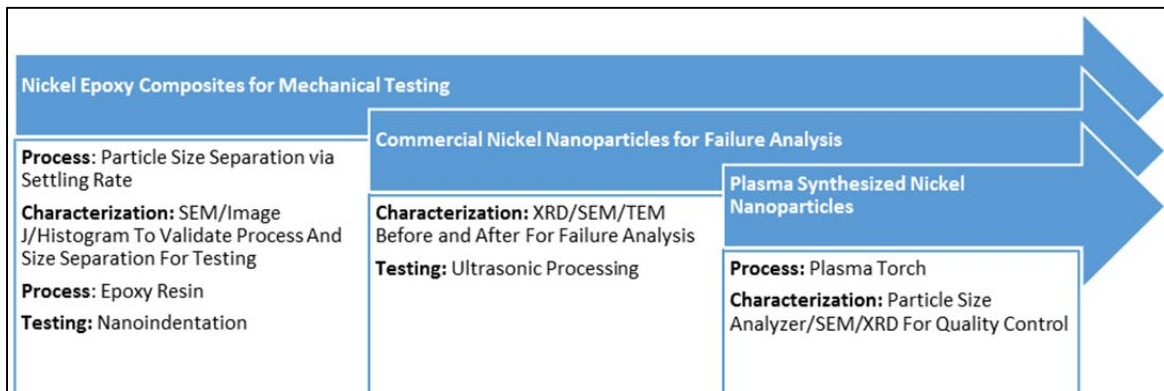 Nickel Epoxy Composites for Mechanical Testing
Process: Particle Size Separation via
Settling Rate
Characterization: SEM/Image
J/Histogram To Validate Process And
Size Separation For Testing
Process: Epoxy Resin
Testing: Nanoindentation
Commercial Nickel Nanoparticles for Failure Analysis
Characterization: XRD/SEM/TEM
Before and After For Failure Analysis
Testing: Ultrasonic Processing
Plasma Synthesized Nickel
Nanoparticles
Process: Plasma Torch
Characterization: Particle Size
Analyzer/SEM/XRD For Quality Control